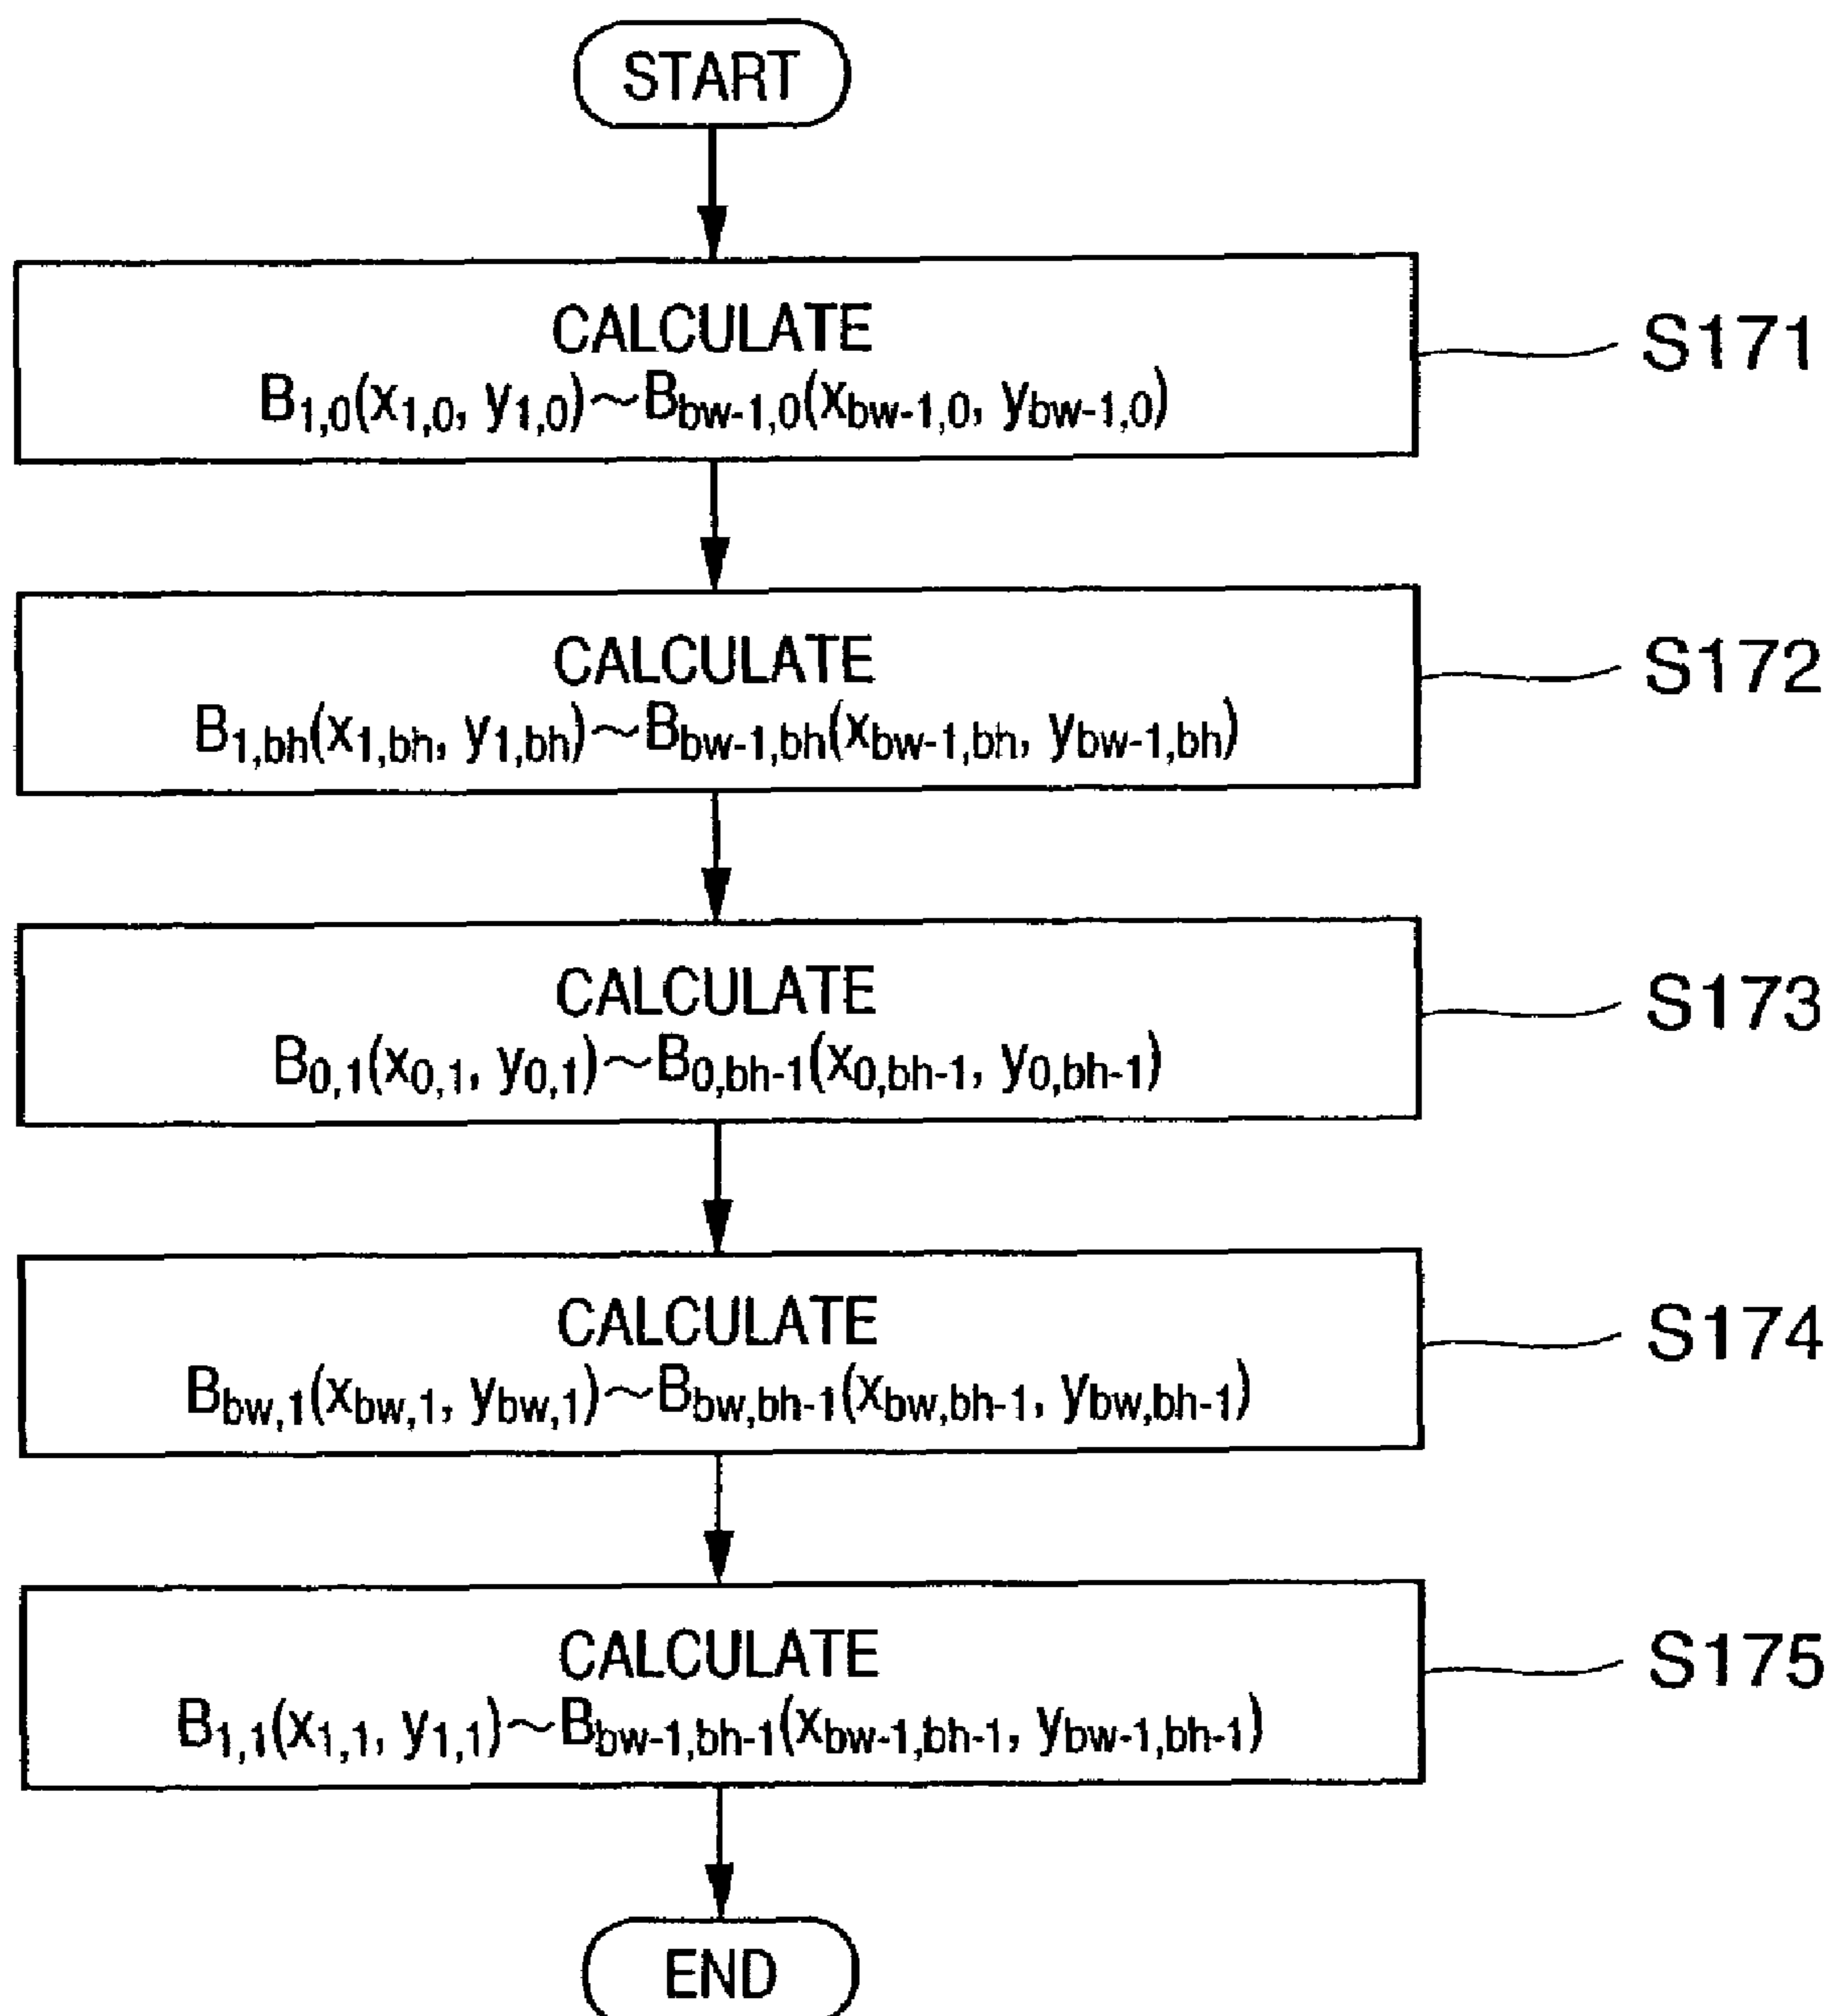 START
CALCULATE
B1,0(x1,0, y1,0)~Bbw-1,0(xbw-1,0, ybw-1,0)
S171
CALCULATE
B1,bh(x1,bh, y1,bh)~Bbw-1,bh(xbw-1,bh, ybw-1,bh)
S172
CALCULATE
B0,1(x0,1, y0,1)~B0,bh-1(x0,bh-1, y0,bh-1)
S173
CALCULATE
Bbw,1(xbw,1, ybw,1)~Bbw,bh-1(xbw,bh-1, ybw,bh-1)
S174
CALCULATE
B1,1(x1,1, y1,1)~Bbw-1,bh-1(xbw-1,bh-1, ybw-1,bh-1)
S175
END